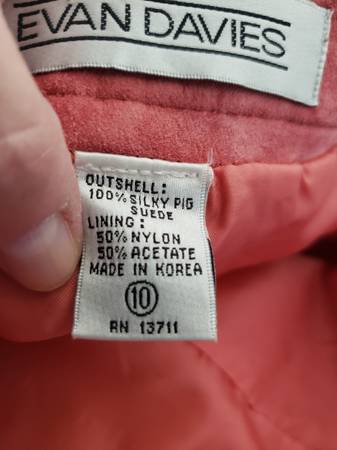 EVAN DAVIES
OUTSHELL:
100% SILKY PIG
SUEDE
LINING:
50% NYLON
50% ACETATE
MADE IN KOREA
10
RN 13711